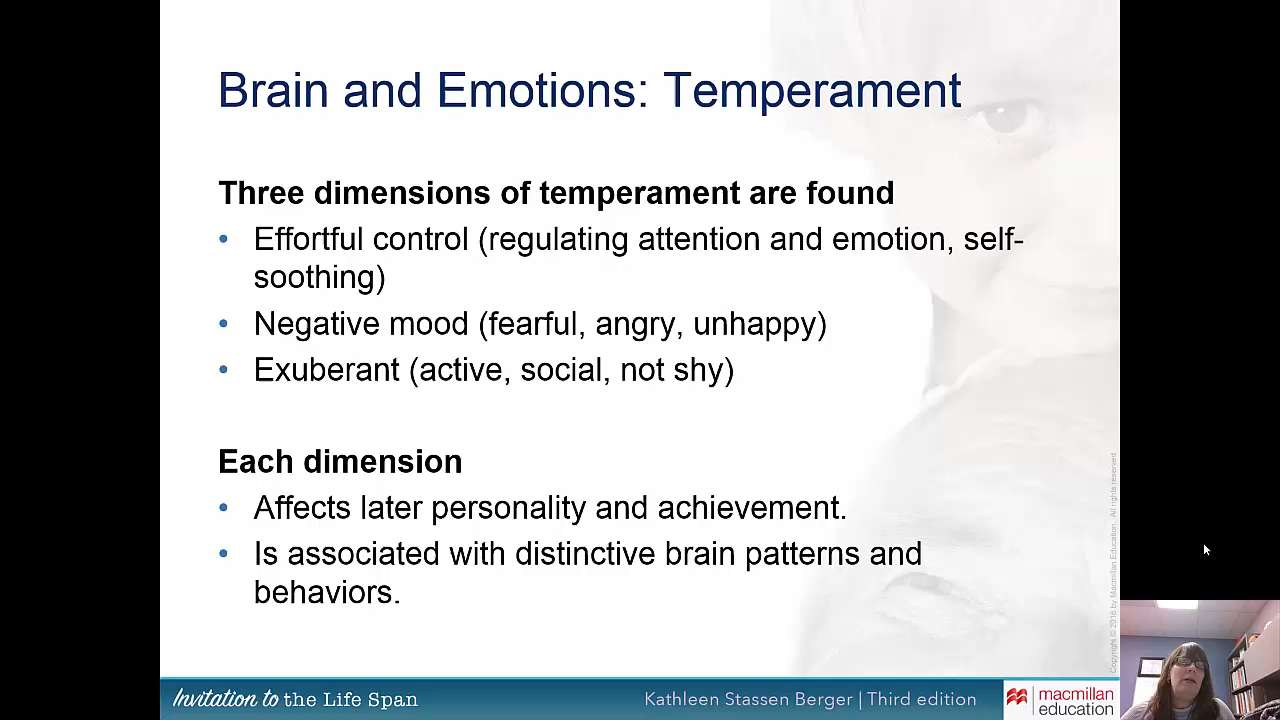 Brain and Emotions: Temperament
Three dimensions of temperament are found
• Effortful control (regulating attention and emotion, self-
soothing)
• Negative mood (fearful, angry, unhappy)
• Exuberant (active, social, not shy)
Each dimension
• Affects later personality and achievement.
• Is associated with distinctive brain patterns and
behaviors.
Copyright © 2016 by Macmillan Education. All rights reserved
Invitation to the Life Span
Kathleen Stassen Berger | Third edition
macmillan
education